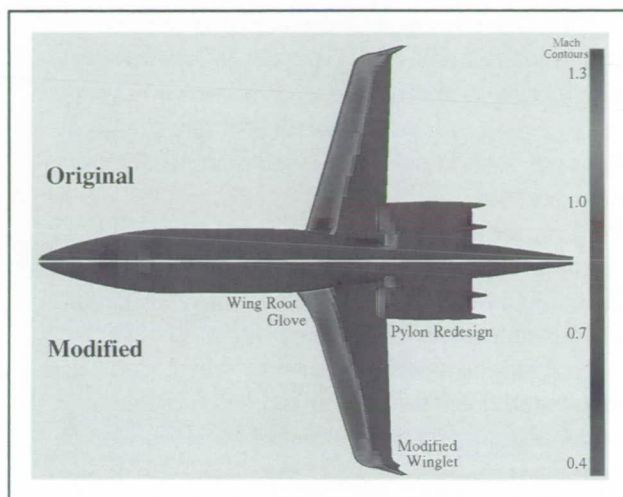 Mach
Contours
1.3
Original
1.0
Wing Root
Glove
Pylon Redesign
0.7
Modified
Modified
Winglet
0.4